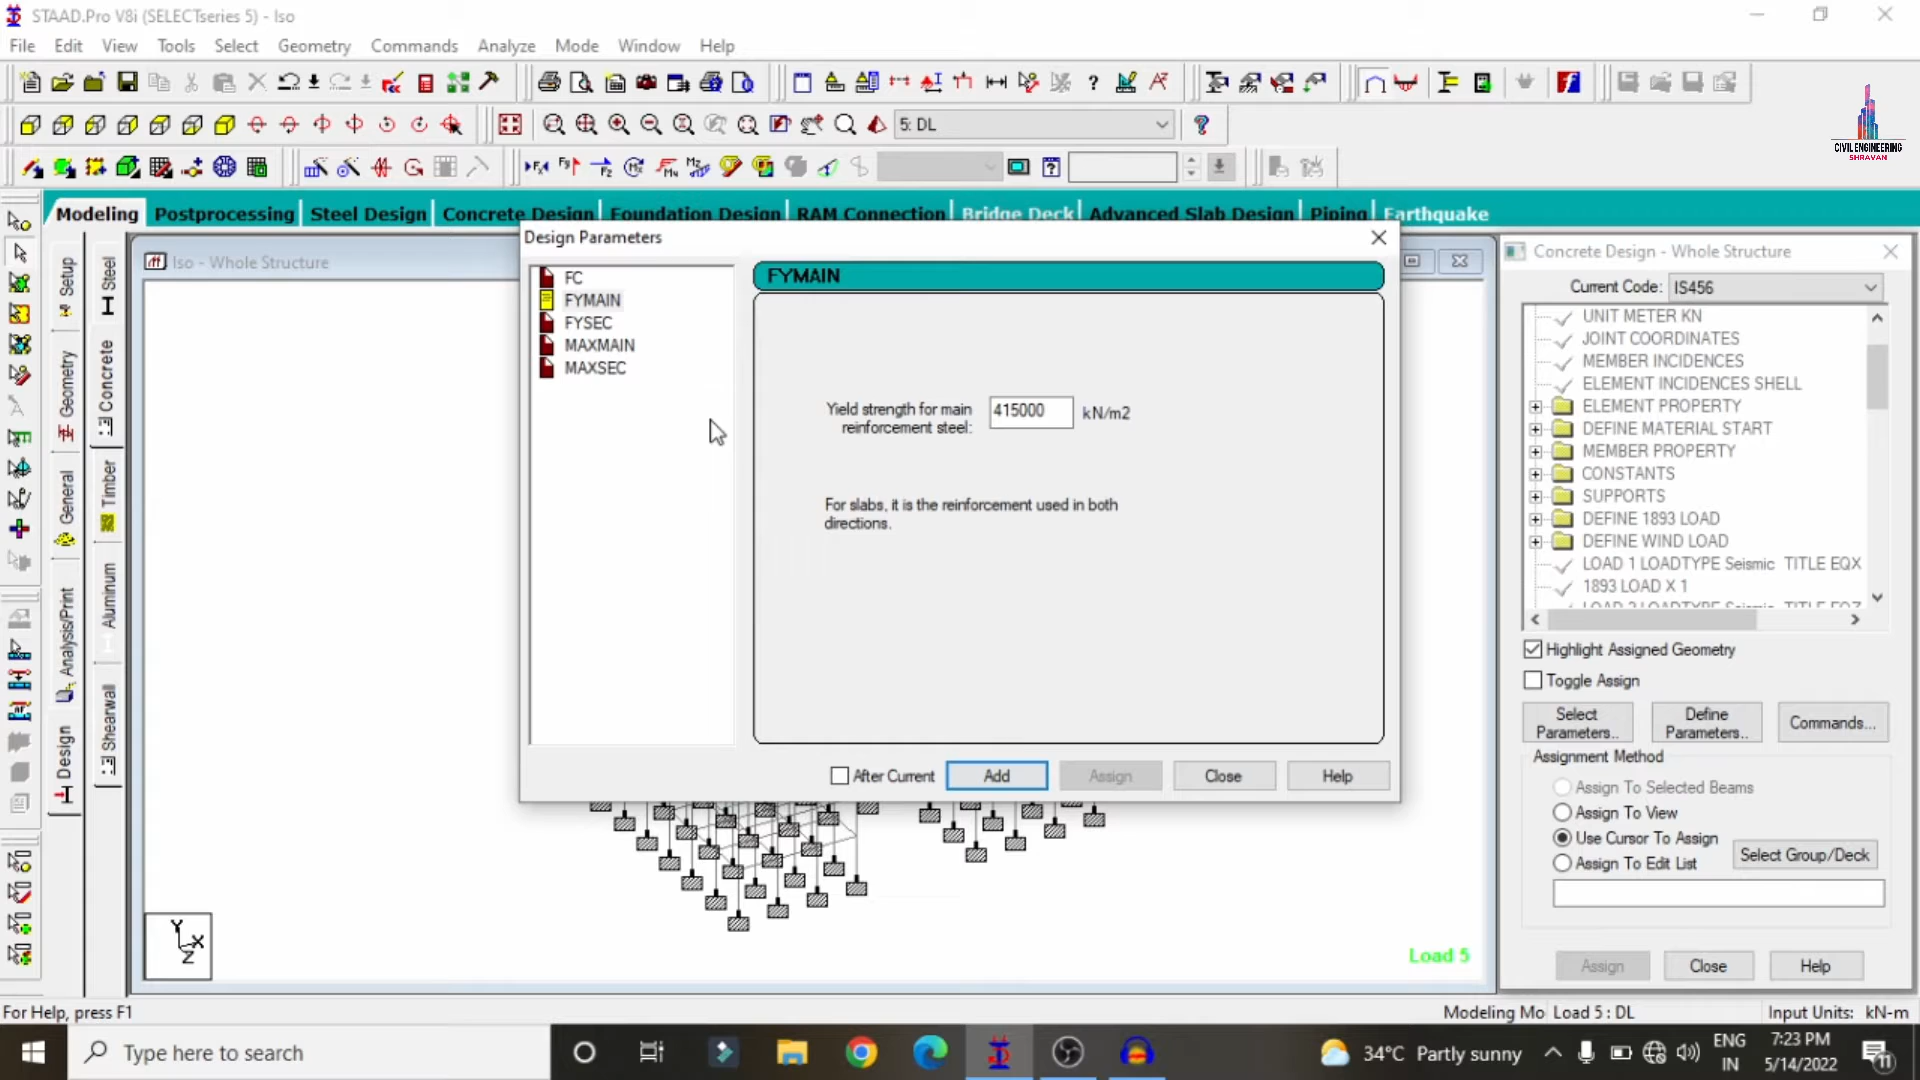 STAAD.Pro V8i (SELECTseries 5) - Iso
File Edit View Tools Select Geometry Commands Analyze Mode Window Help
5: DL
CIVIL ENGINEERING
SHRAVAN
Modeling Postprocessing Steel Design Concrete Design Foundation Design RAM Connection Bridge Deck Advanced Slab Design Piping Earthquake
Setup
Geometry
General
Analysis/Print
Design
Steel
Concrete
Timber
Aluminum
Shearwall
Iso - Whole Structure
Design Parameters
FC
FYMAIN
FYSEC
MAXMAIN
MAXSEC
FYMAIN
Yield strength for main
reinforcement steel:
415000 kN/m2
For slabs, it is the reinforcement used in both
directions.
After Current Add Assign Close Help
Load 5
Y
X
Z
Concrete Design - Whole Structure
Current Code: IS456
UNIT METER KN
JOINT COORDINATES
MEMBER INCIDENCES
ELEMENT INCIDENCES SHELL
ELEMENT PROPERTY
DEFINE MATERIAL START
MEMBER PROPERTY
CONSTANTS
SUPPORTS
DEFINE 1893 LOAD
DEFINE WIND LOAD
LOAD 1 LOADTYPE Seismic TITLE EQX
1893 LOAD X 1
LOAD 2 LOADTYPE Seismic TITLE EQZ
Highlight Assigned Geometry
Toggle Assign
Select
Parameters..
Define
Parameters..
Commands...
Assignment Method
Assign To Selected Beams
Assign To View
Use Cursor To Assign
Assign To Edit List
Select Group/Deck
Assign Close Help
For Help, press F1
Modeling Mo Load 5 : DL Input Units: kN-m
Type here to search
34°C Partly sunny
ENG
IN
7:23 PM
5/14/2022
11